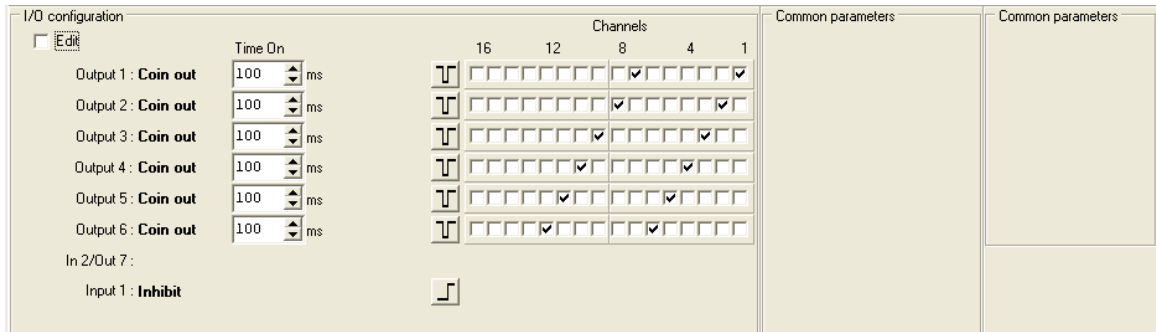 I/O configuration
Common parameters
Common parameters
Channels
Edit
Time On
16 12 8 4 1
Output 1 : Coin out 100 ms
Output 2 : Coin out 100 ms
Output 3 : Coin out 100 ms
Output 4 : Coin out 100 ms
Output 5 : Coin out 100 ms
Output 6 : Coin out 100 ms
In 2/Out 7 :
Input 1 : Inhibit